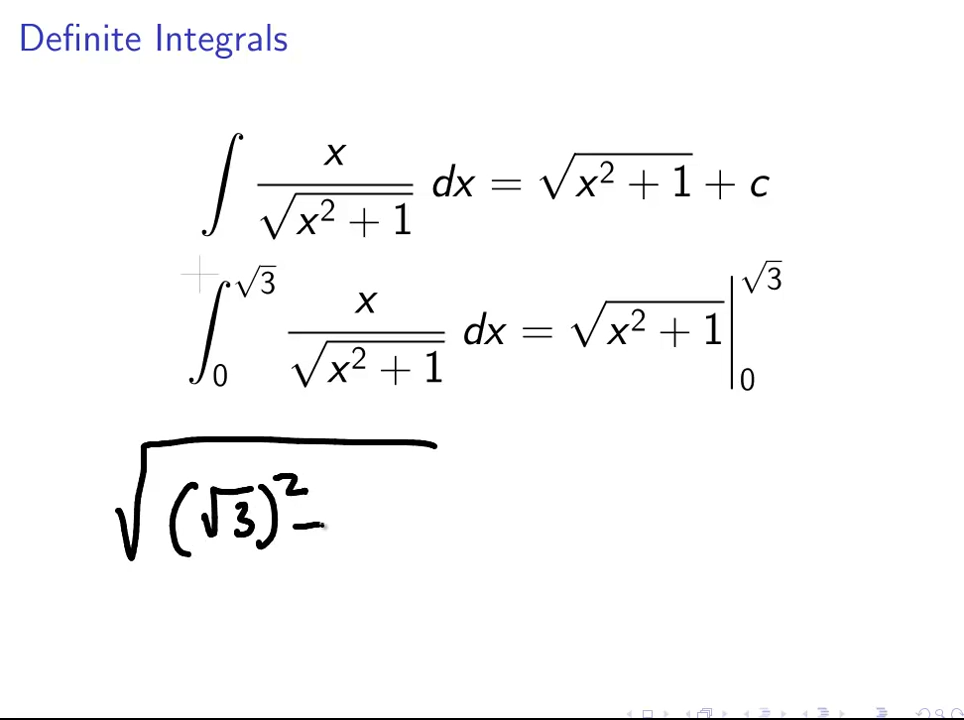 Definite Integrals
∫ x/√(x² + 1) dx = √(x² + 1) + c
∫₀^√3 x/√(x² + 1) dx = √(x² + 1) |₀^√3
√((√3)² −